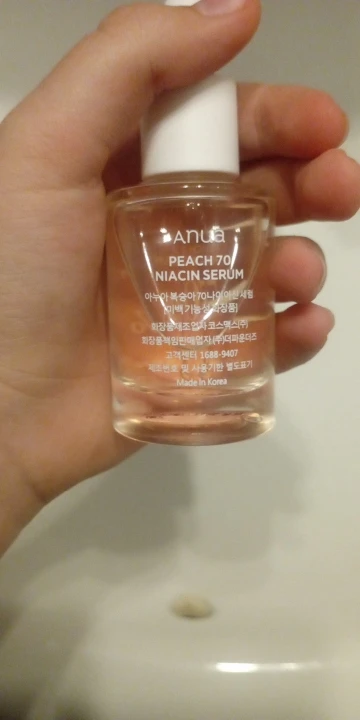 Anua
PEACH 70
NIACIN SERUM
아누아 복숭아 70 나이아신 세럼
[미백 기능성 화장품]
화장품제조업자 코스맥스(주)
화장품책임판매업자 (주)더파운더즈
고객센터 1688-9407
제조번호 및 사용기한 별도표기
Made in Korea